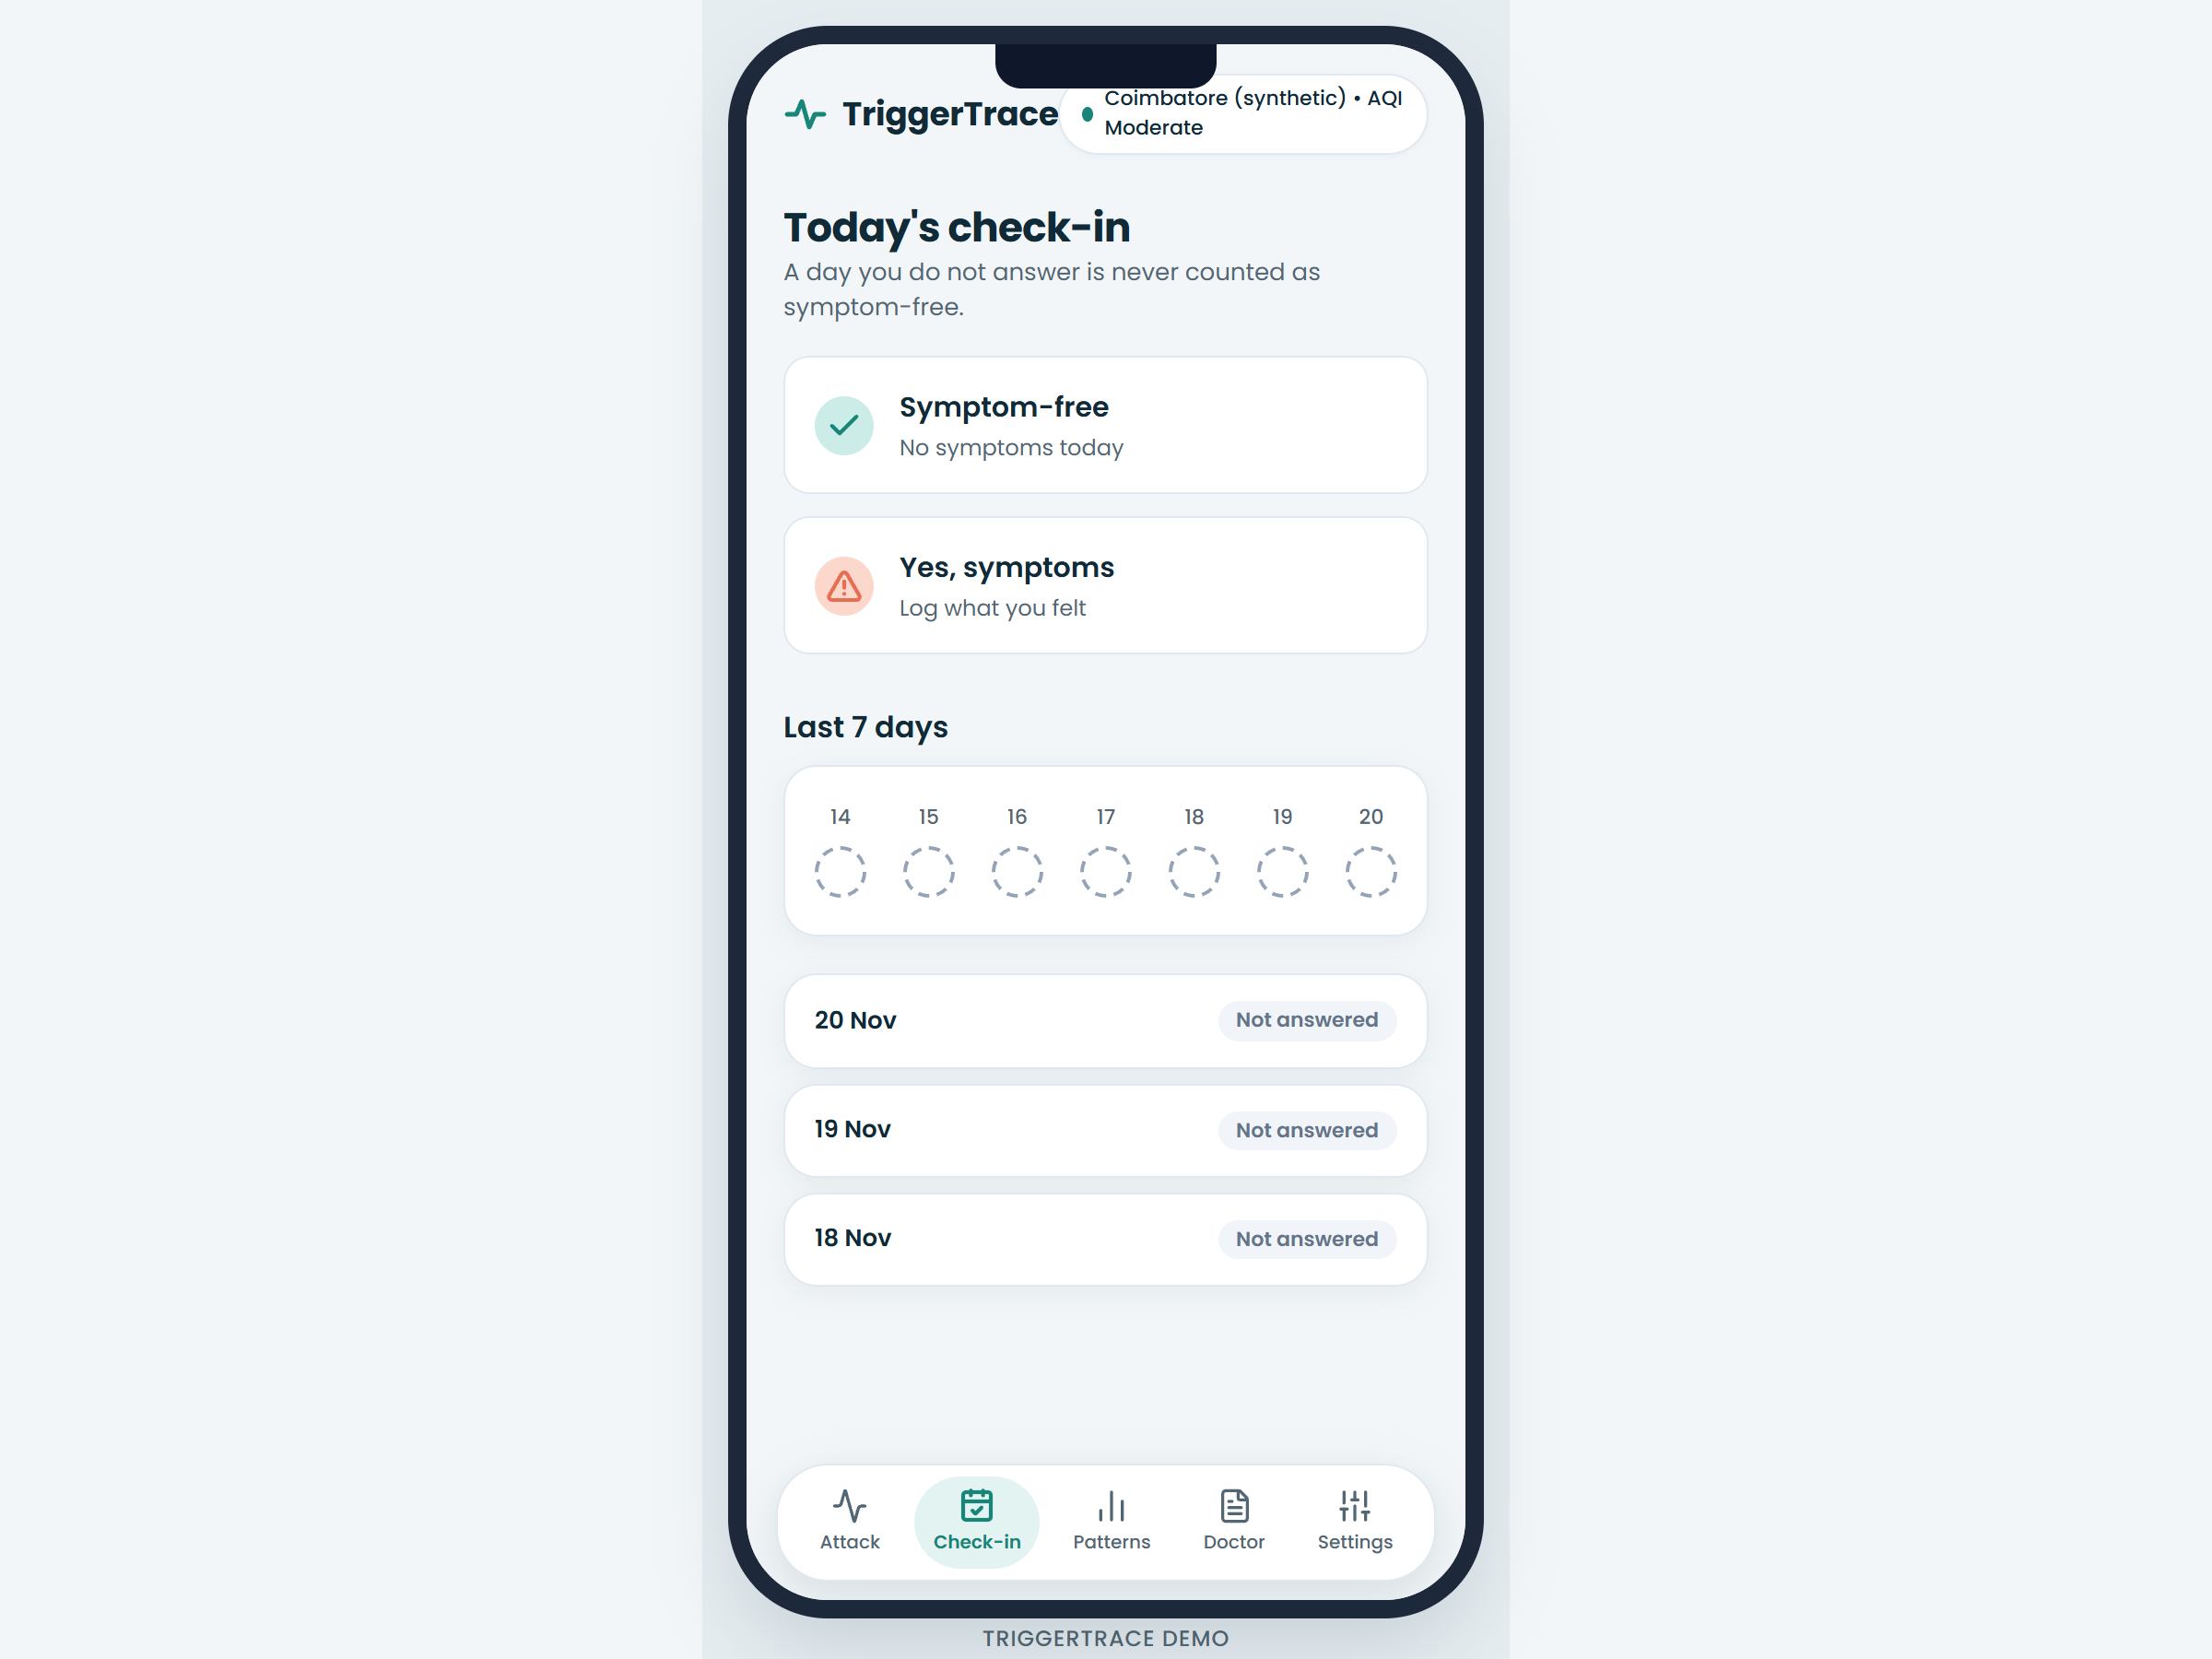 TriggerTrace
Coimbatore (synthetic) • AQI
Moderate
Today's check-in
A day you do not answer is never counted as
symptom-free.
Symptom-free
No symptoms today
Yes, symptoms
Log what you felt
Last 7 days
14 15 16 17 18 19 20
20 Nov Not answered
19 Nov Not answered
18 Nov Not answered
Attack Check-in Patterns Doctor Settings
TRIGGERTRACE DEMO